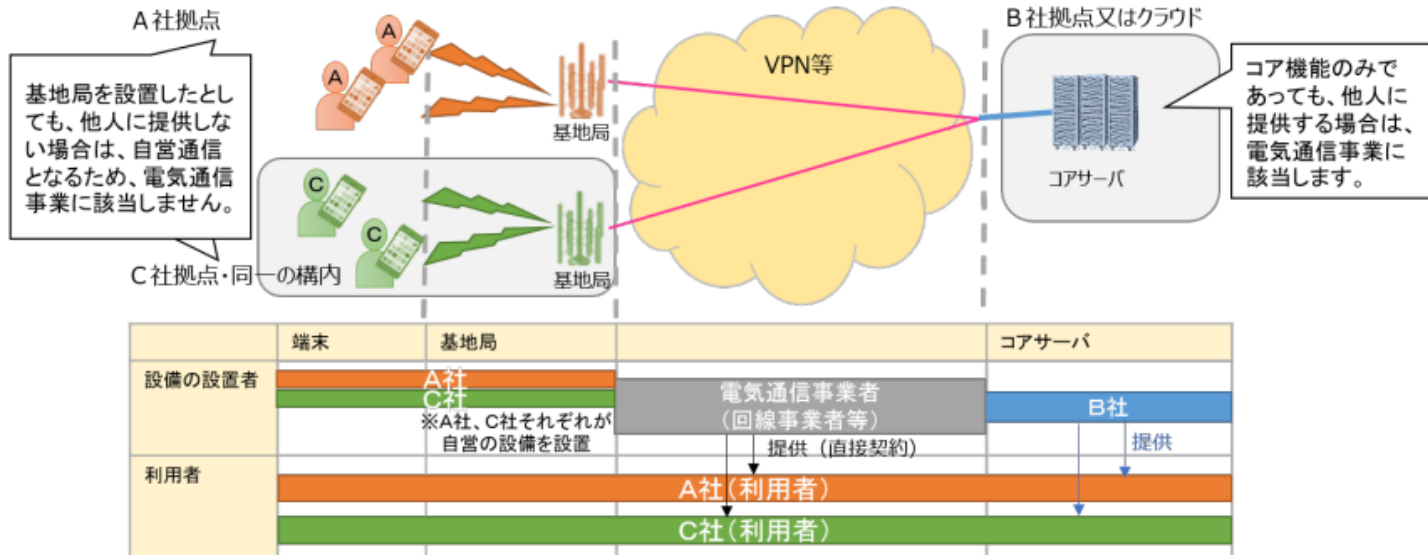 A社拠点
基地局を設置したとし
ても、他人に提供しな
い場合は、自営通信
となるため、電気通信
事業に該当しません。
A
A
基地局
VPN等
B社拠点又はクラウド
コアサーバ
コア機能のみで
あっても、他人に
提供する場合は、
電気通信事業に
該当します。
C
C
基地局
C社拠点・同一の構内
端末
基地局
コアサーバ
設備の設置者
A社
C社
※A社、C社それぞれが
自営の設備を設置
電気通信事業者
(回線事業者等)
B社
提供(直接契約)
提供
利用者
A社(利用者)
C社(利用者)